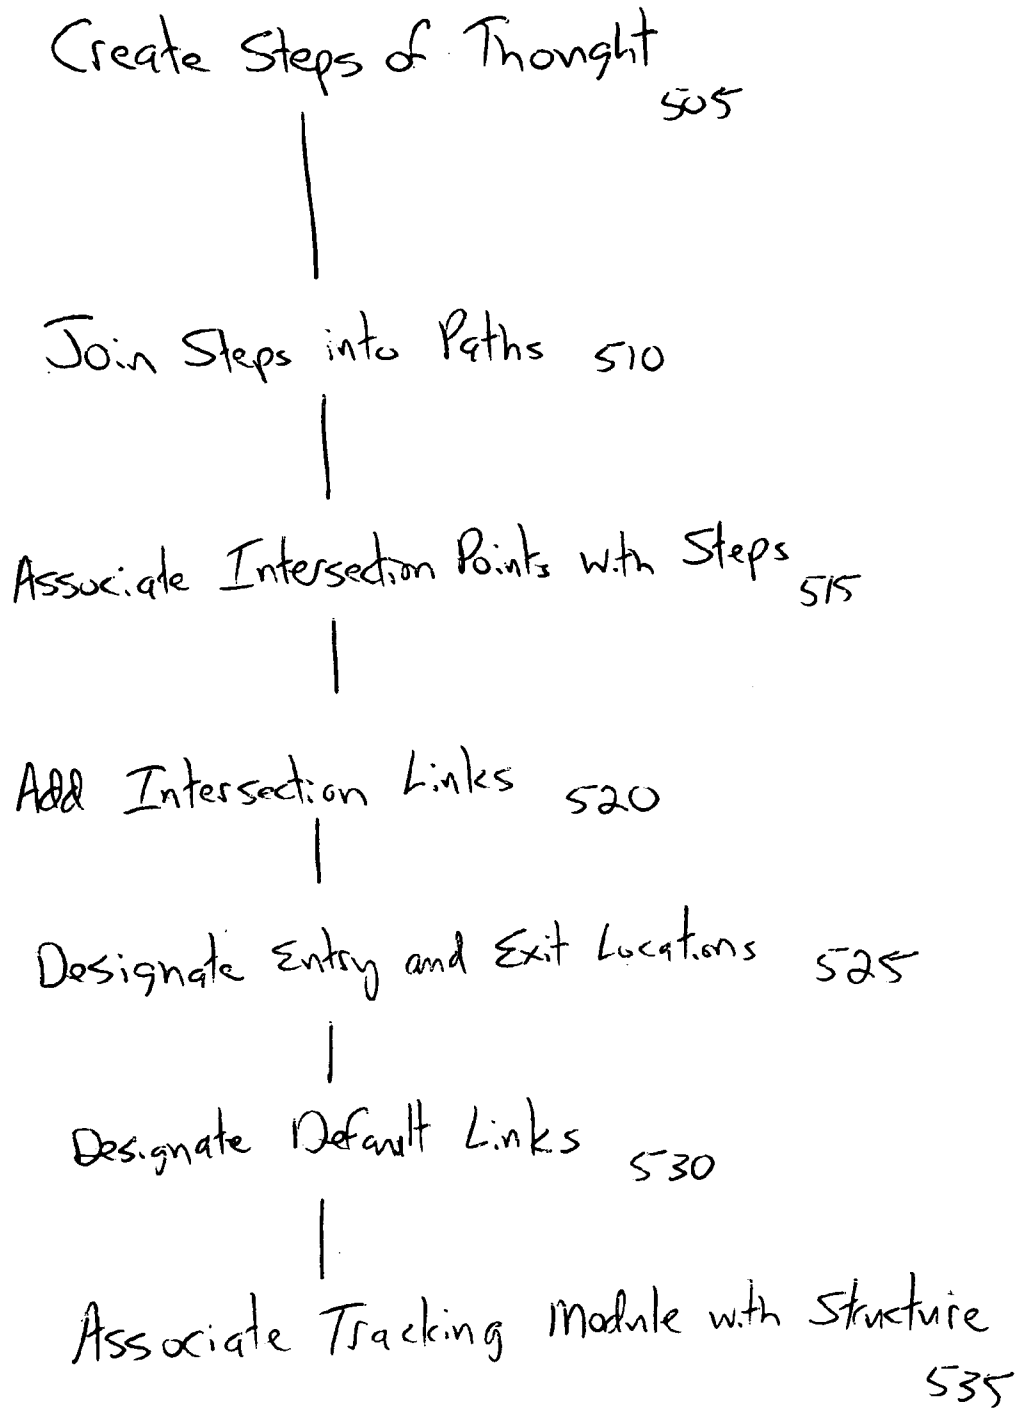 Create Steps of Thought
505
Join Steps into Paths 510
Associate Intersection Points with Steps
515
Add Intersection Links 520
Designate Entry and Exit Locations 525
Designate Default Links
530
Associate Tracking Module with Structure
535